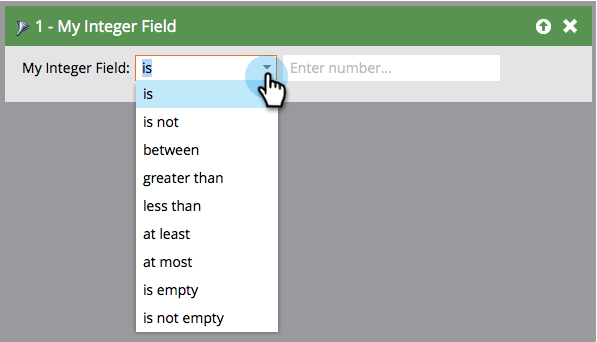 1 - My Integer Field
My Integer Field: is Enter number...
is
is not
between
greater than
less than
at least
at most
is empty
is not empty